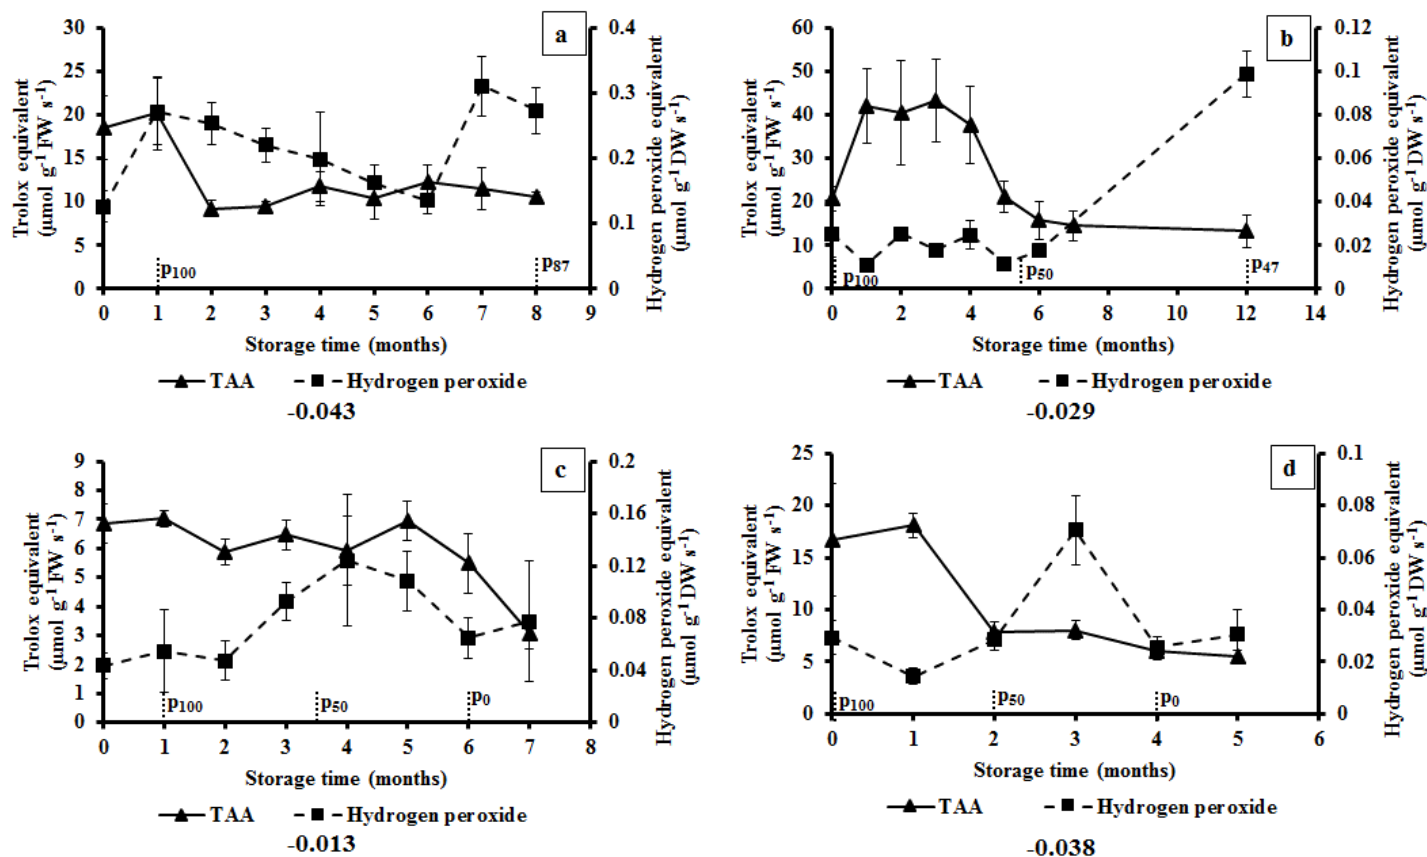 a
Trolox equivalent
(µmol g-1 FW s-1)
30
25
20
15
10
5
0
0.4
0.3
0.2
0.1
0
Hydrogen peroxide equivalent
(µmol g-1 DW s-1)
p100
p87
0 1 2 3 4 5 6 7 8 9
Storage time (months)
TAA Hydrogen peroxide
-0.043
b
Trolox equivalent
(µmol g-1 FW s-1)
60
50
40
30
20
10
0
0.12
0.1
0.08
0.06
0.04
0.02
0
Hydrogen peroxide equivalent
(µmol g-1 DW s-1)
p100
p50
p47
0 2 4 6 8 10 12 14
Storage time (months)
TAA Hydrogen peroxide
-0.029
c
Trolox equivalent
(µmol g-1 FW s-1)
9
8
7
6
5
4
3
2
1
0
0.2
0.16
0.12
0.08
0.04
0
Hydrogen peroxide equivalent
(µmol g-1 DW s-1)
p100
p50
p0
0 1 2 3 4 5 6 7 8
Storage time (months)
TAA Hydrogen peroxide
-0.013
d
Trolox equivalent
(µmol g-1 FW s-1)
25
20
15
10
5
0
0.1
0.08
0.06
0.04
0.02
0
Hydrogen peroxide equivalent
(µmol g-1 DW s-1)
p100
p50
p0
0 1 2 3 4 5 6
Storage time (months)
TAA Hydrogen peroxide
-0.038